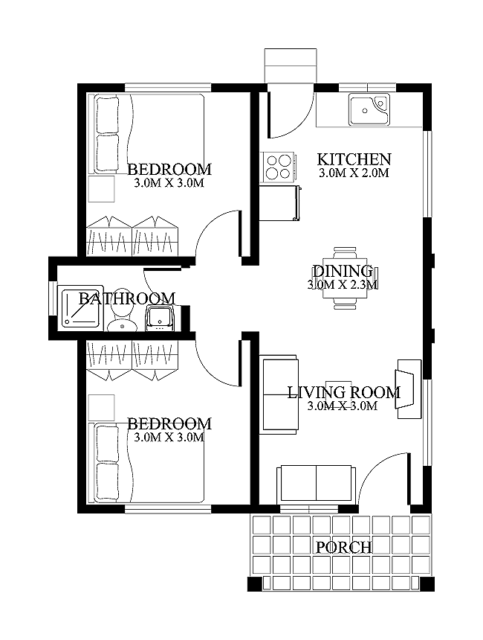 BEDROOM
3.0M X 3.0M
KITCHEN
3.0M X 2.0M
DINING
3.0M X 2.3M
BATHROOM
LIVING ROOM
3.0M X 3.0M
BEDROOM
3.0M X 3.0M
PORCH